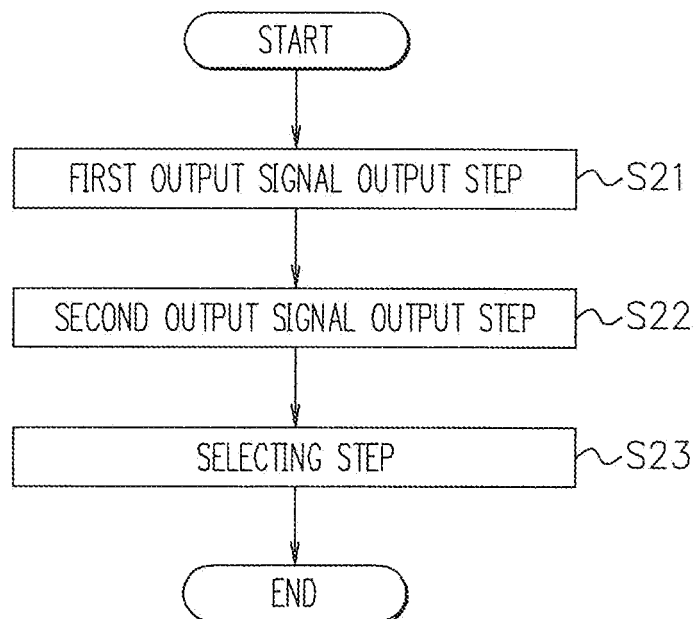 START
FIRST OUTPUT SIGNAL OUTPUT STEP S21
SECOND OUTPUT SIGNAL OUTPUT STEP S22
SELECTING STEP S23
END